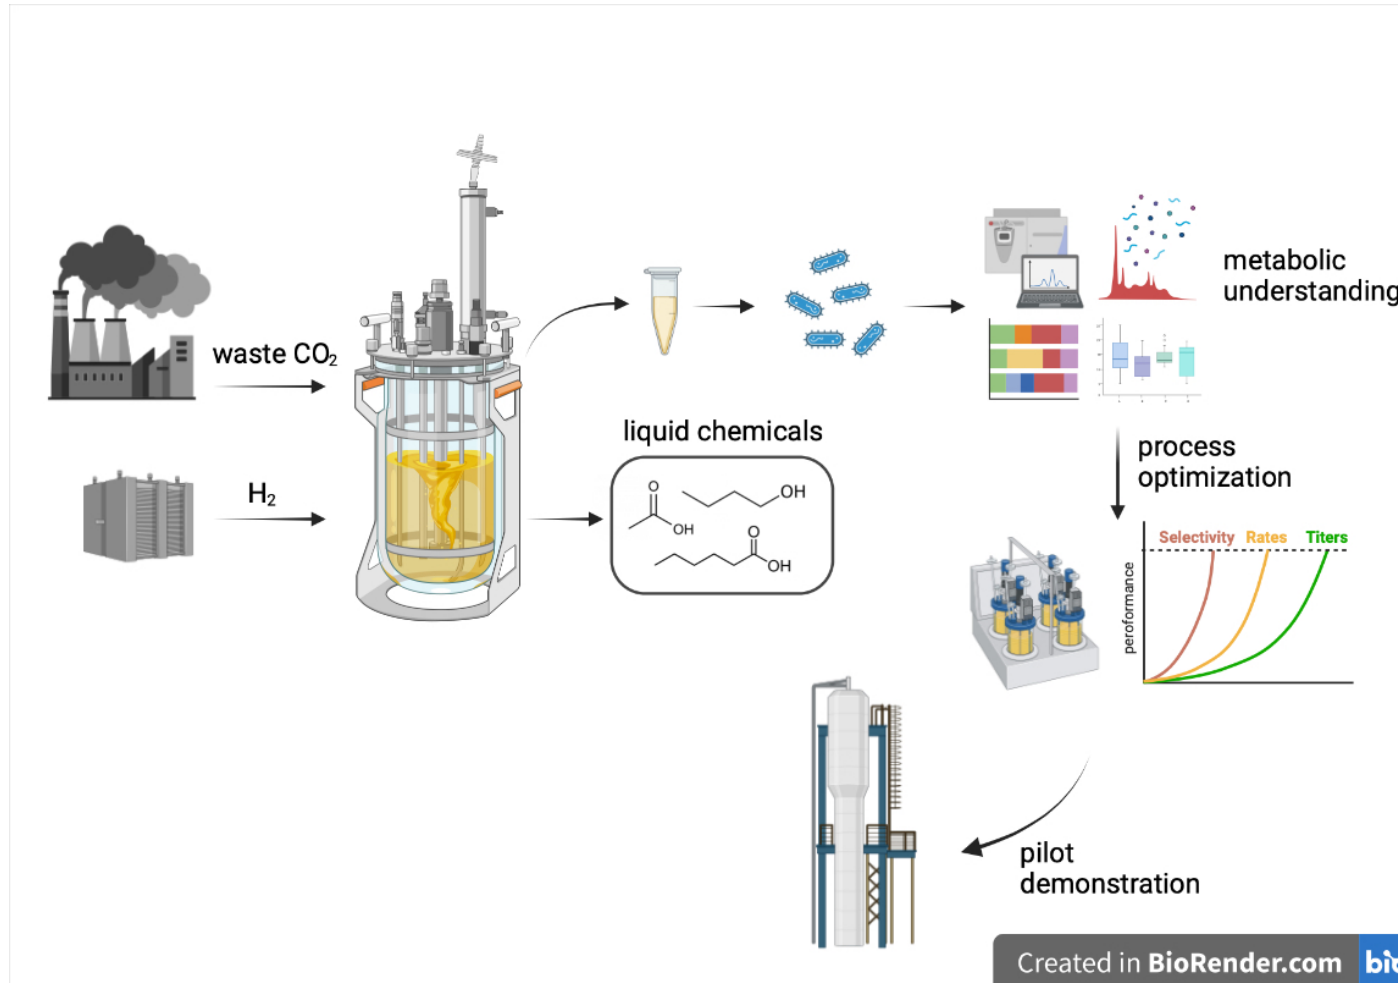 waste CO₂
H₂
liquid chemicals
O
OH
OH
O
OH
metabolic
understanding
process
optimization
Selectivity Rates Titers
peroformance
pilot
demonstration
Created in BioRender.com
bio